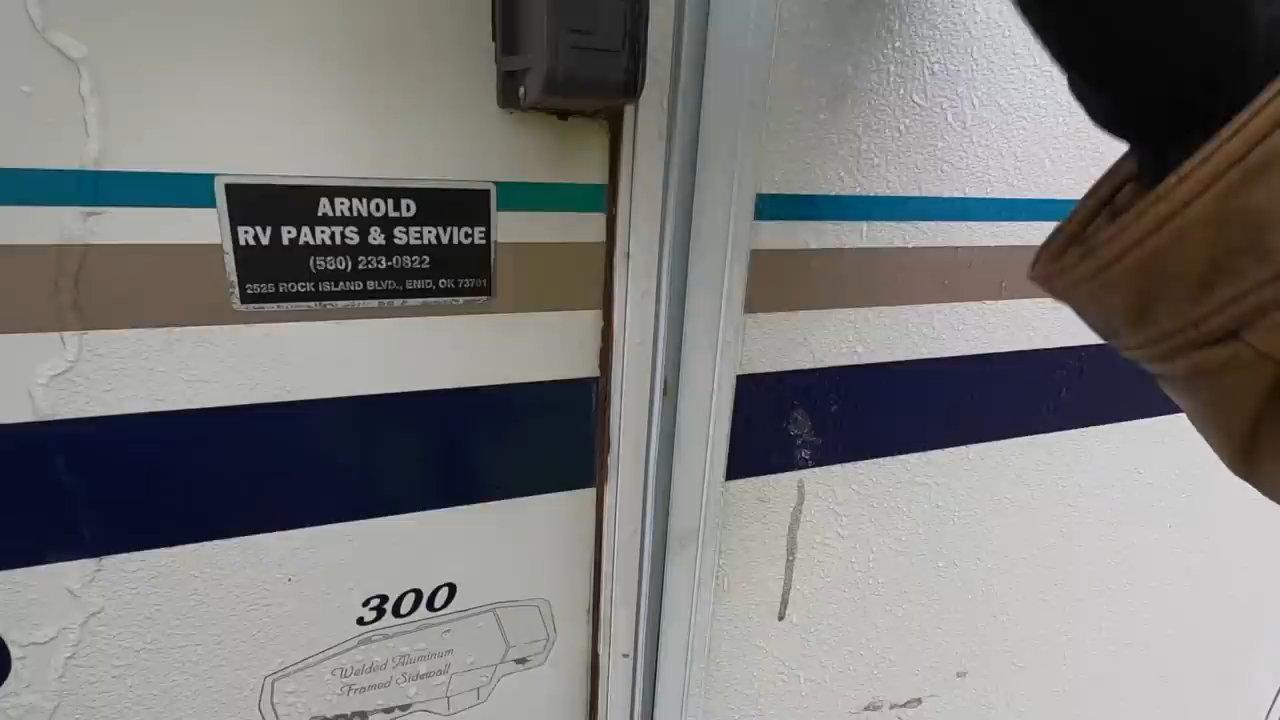 ARNOLD
RV PARTS & SERVICE
(580) 233-0822
2525 ROCK ISLAND BLVD., ENID, OK 73701
300
Welded Aluminum
Framed Sidewall